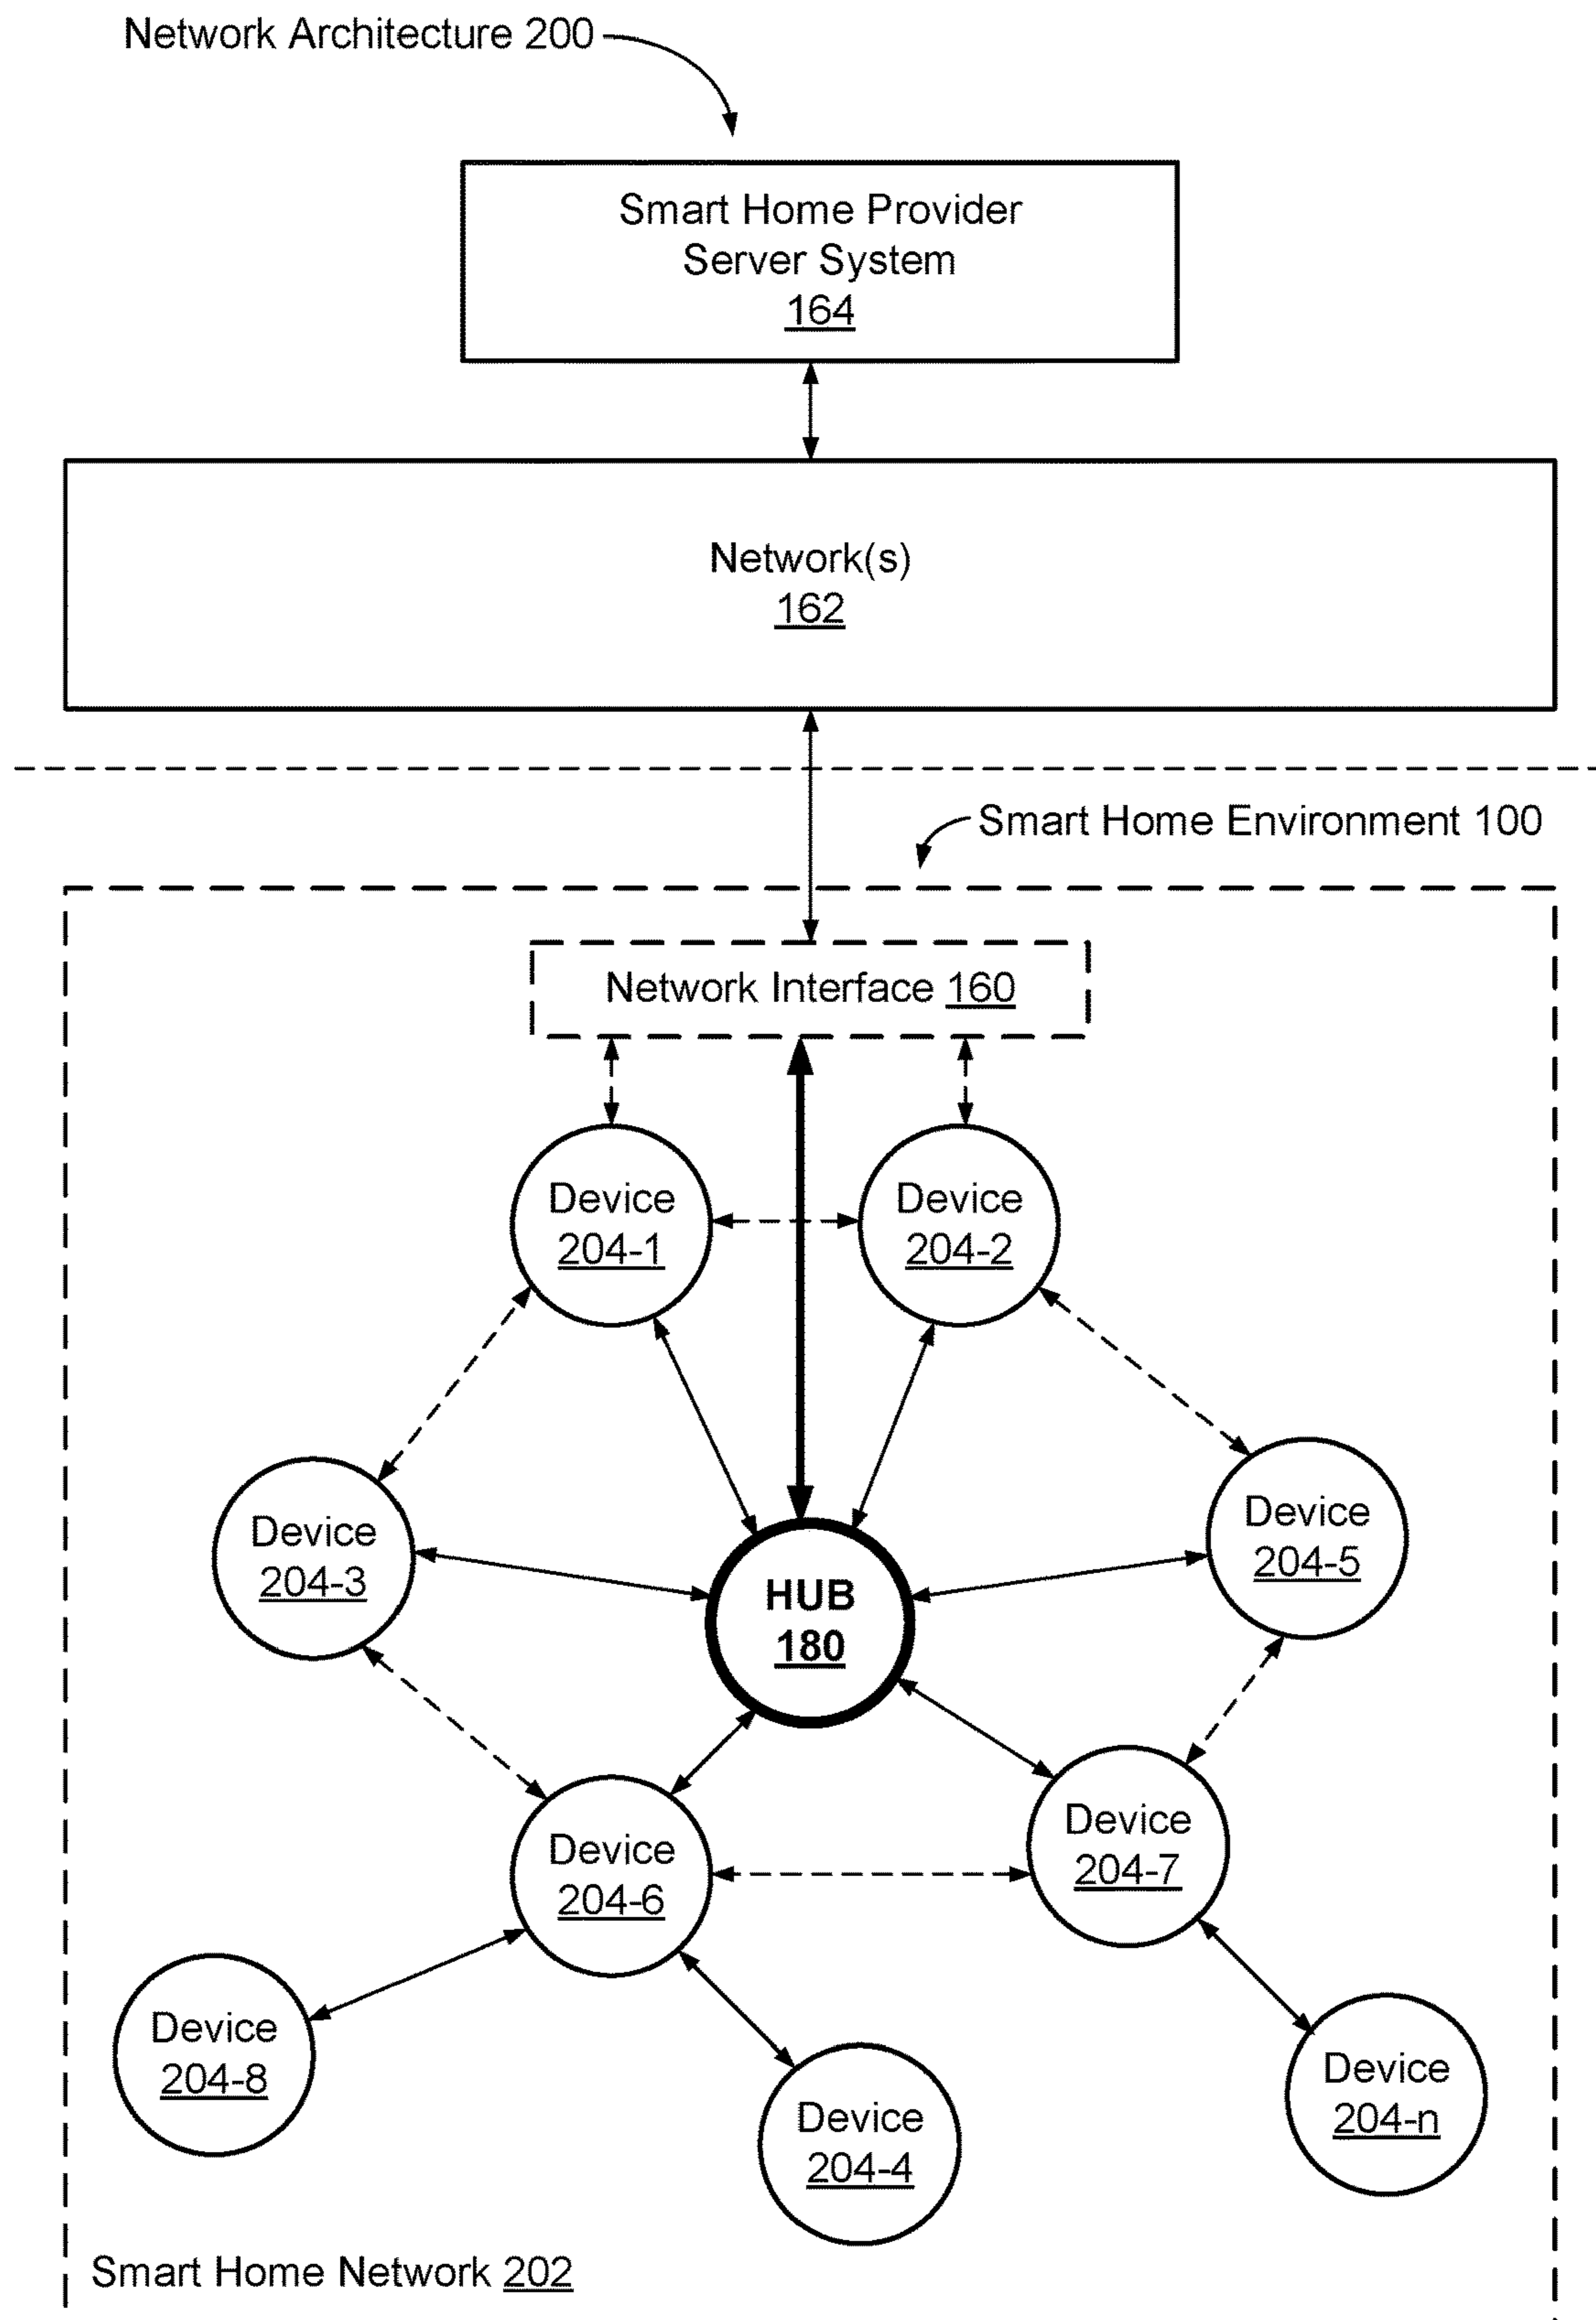 Network Architecture 200
Smart Home Provider
Server System
164
Network(s)
162
Smart Home Environment 100
Network Interface 160
Device
204-1
Device
204-2
Device
204-3
Device
204-5
HUB
180
Device
204-6
Device
204-7
Device
204-8
Device
204-4
Device
204-n
Smart Home Network 202